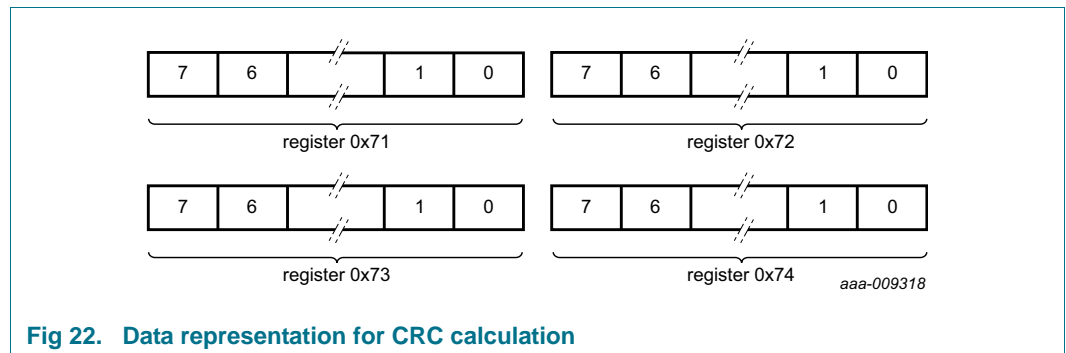 7 6 1 0 7 6 1 0
register 0x71 register 0x72
7 6 1 0 7 6 1 0
register 0x73 register 0x74
aaa-009318
Fig 22. Data representation for CRC calculation